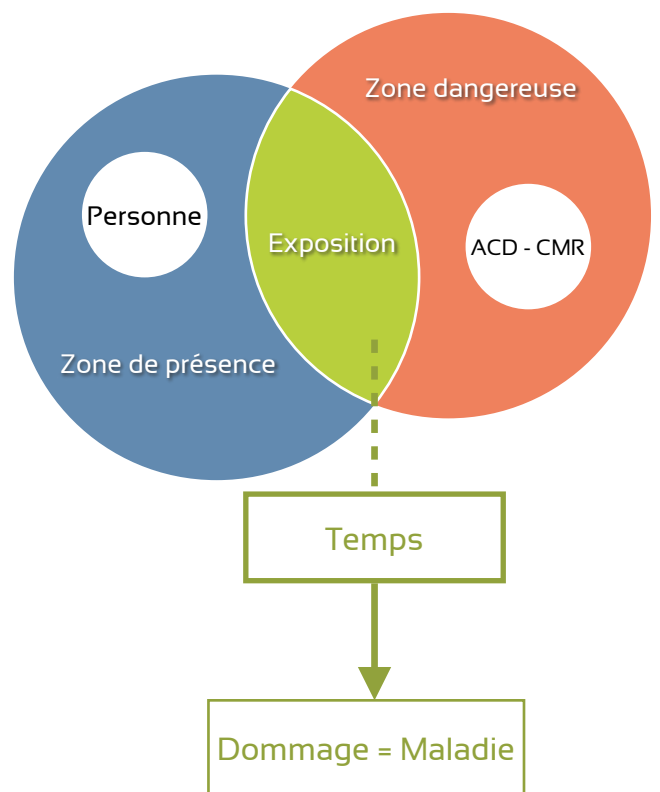 Zone dangereuse
Personne
Exposition
ACD - CMR
Zone de présence
Temps
Dommage = Maladie